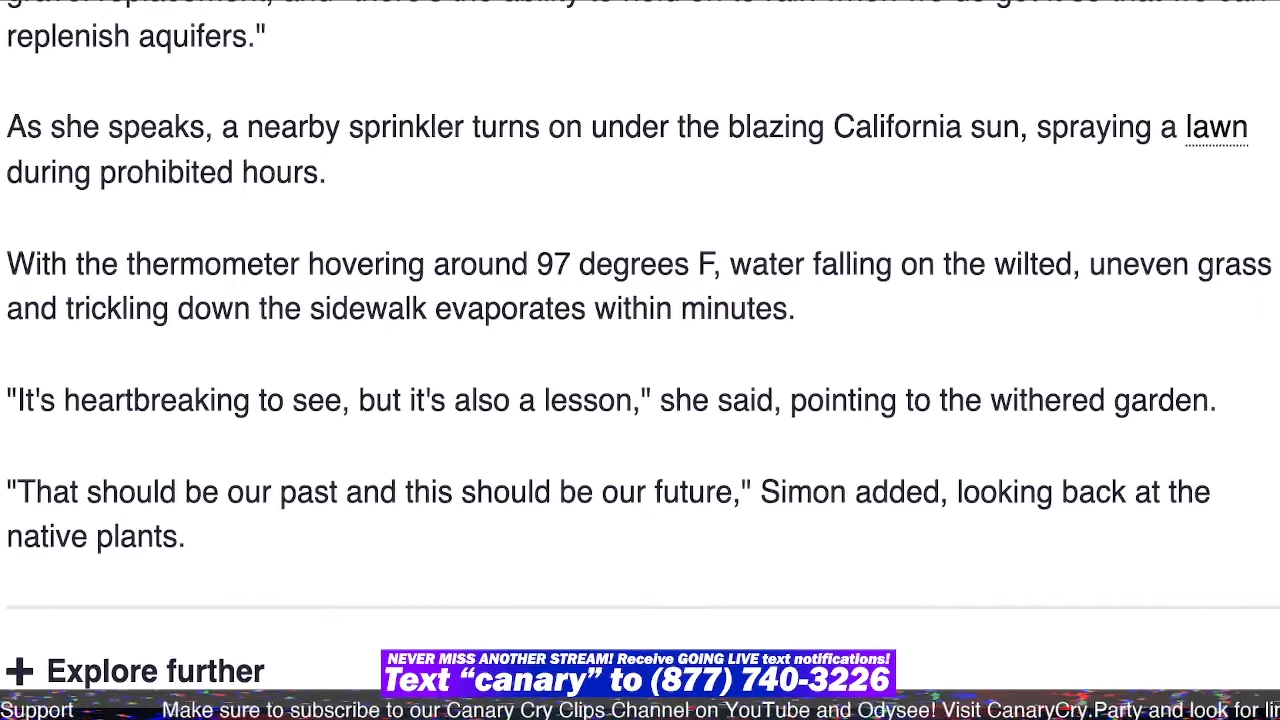 replenish aquifers."
As she speaks, a nearby sprinkler turns on under the blazing California sun, spraying a lawn
during prohibited hours.
With the thermometer hovering around 97 degrees F, water falling on the wilted, uneven grass
and trickling down the sidewalk evaporates within minutes.
"It's heartbreaking to see, but it's also a lesson," she said, pointing to the withered garden.
"That should be our past and this should be our future," Simon added, looking back at the
native plants.
+ Explore further
NEVER MISS ANOTHER STREAM! Receive GOING LIVE text notifications!
Text “canary” to (877) 740-3226
Support Make sure to subscribe to our Canary Cry Clips Channel on YouTube and Odysee! Visit CanaryCry.Party and look for